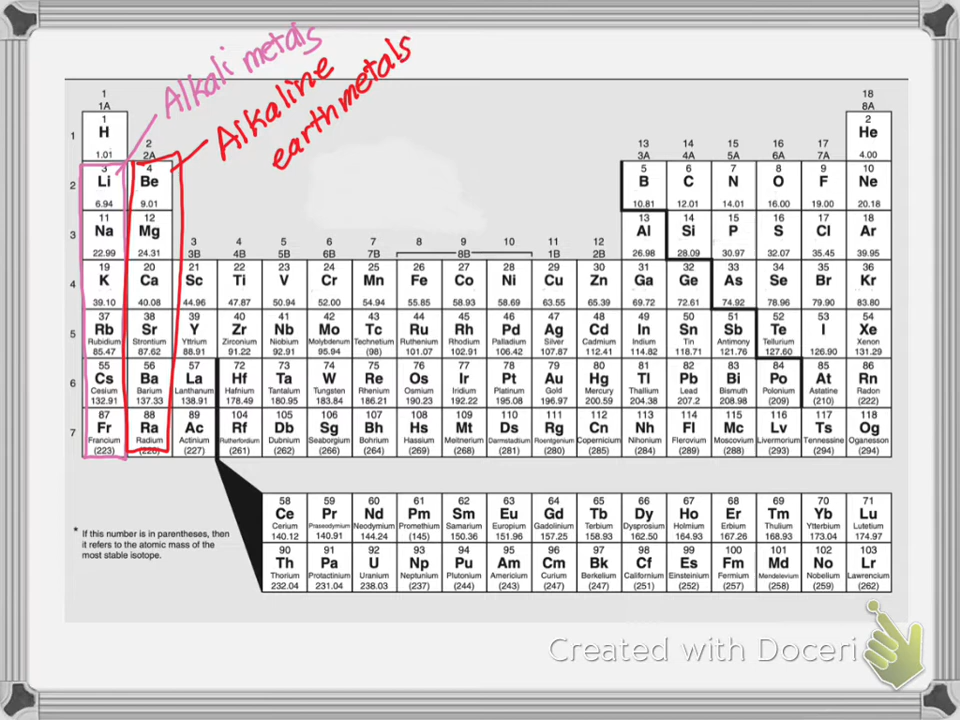 Alkali metals
Alkaline
earth metals
1 18
1A 8A
1 2
H 2 13 14 15 16 17 He
1.01 2A 3A 4A 5A 6A 7A 4.00
1
3 4 5 6 7 8 9 10
2 Li Be B C N O F Ne
6.94 9.01 10.81 12.01 14.01 16.00 19.00 20.18
11 12 13 14 15 16 17 18
3 Na Mg Al Si P S Cl Ar
22.99 24.31 26.98 28.09 30.97 32.07 35.45 39.95
3 4 5 6 7 8 9 10 11 12
3B 4B 5B 6B 7B 8B 1B 2B
19 20 21 22 23 24 25 26 27 28 29 30 31 32 33 34 35 36
4 K Ca Sc Ti V Cr Mn Fe Co Ni Cu Zn Ga Ge As Se Br Kr
39.10 40.08 44.96 47.87 50.94 52.00 54.94 55.85 58.93 58.69 63.55 65.39 69.72 72.61 74.92 78.96 79.90 83.80
37 38 39 40 41 42 43 44 45 46 47 48 49 50 51 52 53 54
5 Rb Sr Y Zr Nb Mo Tc Ru Rh Pd Ag Cd In Sn Sb Te I Xe
Rubidium Strontium Yttrium Zirconium Niobium Molybdenum Technetium Ruthenium Rhodium Palladium Silver Cadmium Indium Tin Antimony Tellurium Xenon
85.47 87.62 88.91 91.22 92.91 95.94 (98) 101.07 102.91 106.42 107.87 112.41 114.82 118.71 121.76 127.60 126.90 131.29
55 56 57 72 73 74 75 76 77 78 79 80 81 82 83 84 85 86
6 Cs Ba La Hf Ta W Re Os Ir Pt Au Hg Tl Pb Bi Po At Rn
Cesium Barium Lanthanum Hafnium Tantalum Tungsten Rhenium Osmium Iridium Platinum Gold Mercury Thallium Lead Bismuth Polonium Astatine Radon
132.91 137.33 138.91 178.49 180.95 183.84 186.21 190.23 192.22 195.08 196.97 200.59 204.38 207.2 208.98 (209) (210) (222)
87 88 89 104 105 106 107 108 109 110 111 112 113 114 115 116 117 118
7 Fr Ra Ac Rf Db Sg Bh Hs Mt Ds Rg Cn Nh Fl Mc Lv Ts Og
Francium Radium Actinium Rutherfordium Dubnium Seaborgium Bohrium Hassium Meitnerium Darmstadtium Roentgenium Copernicium Nihonium Flerovium Moscovium Livermorium Tennessine Oganesson
(223) (227) (261) (262) (266) (264) (269) (268) (281) (280) (285) (284) (289) (288) (293) (294) (294)
58 59 60 61 62 63 64 65 66 67 68 69 70 71
Ce Pr Nd Pm Sm Eu Gd Tb Dy Ho Er Tm Yb Lu
Cerium Praseodymium Neodymium Promethium Samarium Europium Gadolinium Terbium Dysprosium Holmium Erbium Thulium Ytterbium Lutetium
140.12 140.91 144.24 (145) 150.36 151.96 157.25 158.93 162.50 164.93 167.26 168.93 173.04 174.97
90 91 92 93 94 95 96 97 98 99 100 101 102 103
Th Pa U Np Pu Am Cm Bk Cf Es Fm Md No Lr
Thorium Protactinium Uranium Neptunium Plutonium Americium Curium Berkelium Californium Einsteinium Fermium Mendelevium Nobelium Lawrencium
232.04 231.04 238.03 (237) (244) (243) (247) (247) (251) (252) (257) (258) (259) (262)
* If this number is in parentheses, then
it refers to the atomic mass of the
most stable isotope.
Created with Doceri